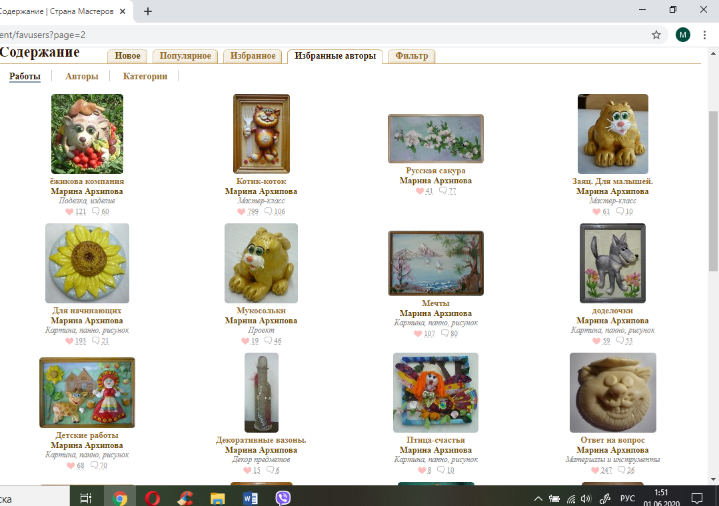 Содержание | Страна Мастеров
ent/favusers?page=2
М
Содержание
Новое Популярное Избранное Избранные авторы Фильтр
Работы Авторы Категории
ёжикова компания
Марина Архипова
Поделка, изделие
121 60
Котик-коток
Марина Архипова
Мастер-класс
789 106
Русская сакура
Марина Архипова
41 77
Заяц. Для малышей.
Марина Архипова
Мастер-класс
61 10
Для начинающих
Марина Архипова
Картина, панно, рисунок
193 21
Мукосольки
Марина Архипова
Проект
19 46
Мечты
Марина Архипова
Картина, панно, рисунок
107 80
доделочки
Марина Архипова
Картина, панно, рисунок
59 53
Детские работы
Марина Архипова
Картина, панно, рисунок
68 70
Декоративные вазоны.
Марина Архипова
Декор предметов
15 6
Птица-счастья
Марина Архипова
Картина, панно, рисунок
8 10
Ответ на вопрос
Марина Архипова
Материалы и инструменты
247 26
ска
РУС
1:51
01.06.2020